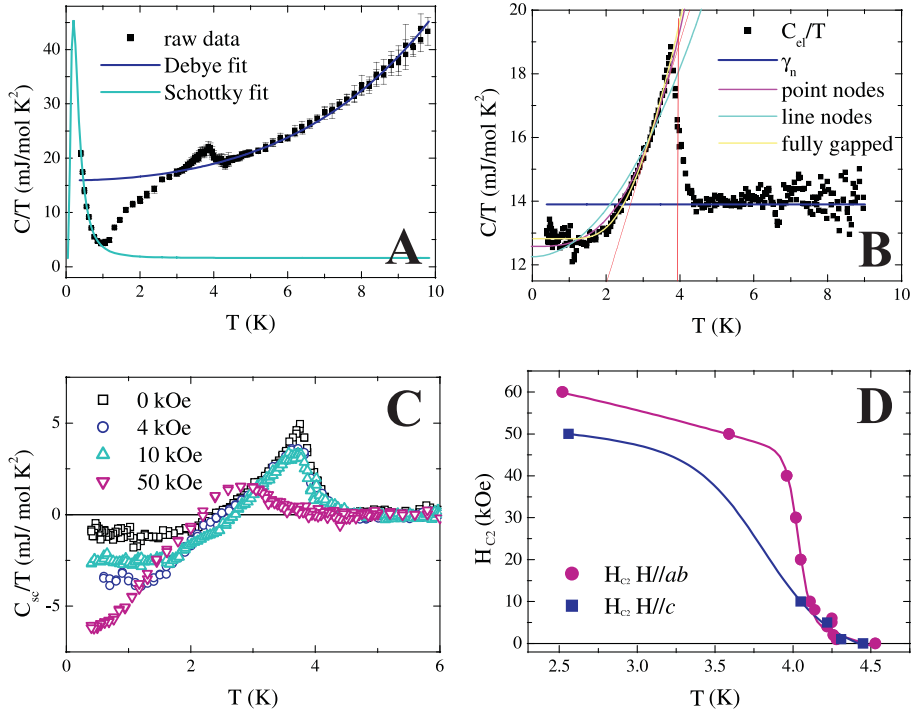 A
raw data
Debye fit
Schottky fit
C/T (mJ/mol K²)
40
30
20
10
0
0 2 4 6 8 10
T (K)
B
C_el/T
γ_n
point nodes
line nodes
fully gapped
C/T (mJ/mol K²)
20
18
16
14
12
0 2 4 6 8 10
T (K)
C
0 kOe
4 kOe
10 kOe
50 kOe
C_sc/T (mJ/ mol K²)
5
0
-5
0 2 4 6
T (K)
D
H_C2 H//ab
H_C2 H//c
H_C2 (kOe)
60
50
40
30
20
10
0
2.5 3.0 3.5 4.0 4.5
T (K)